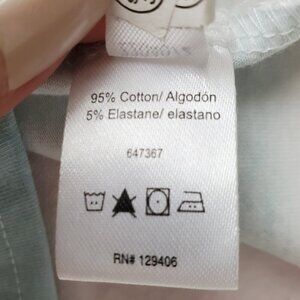 95% Cotton/ Algodón
5% Elastane/ elastano
647367
RN# 129406